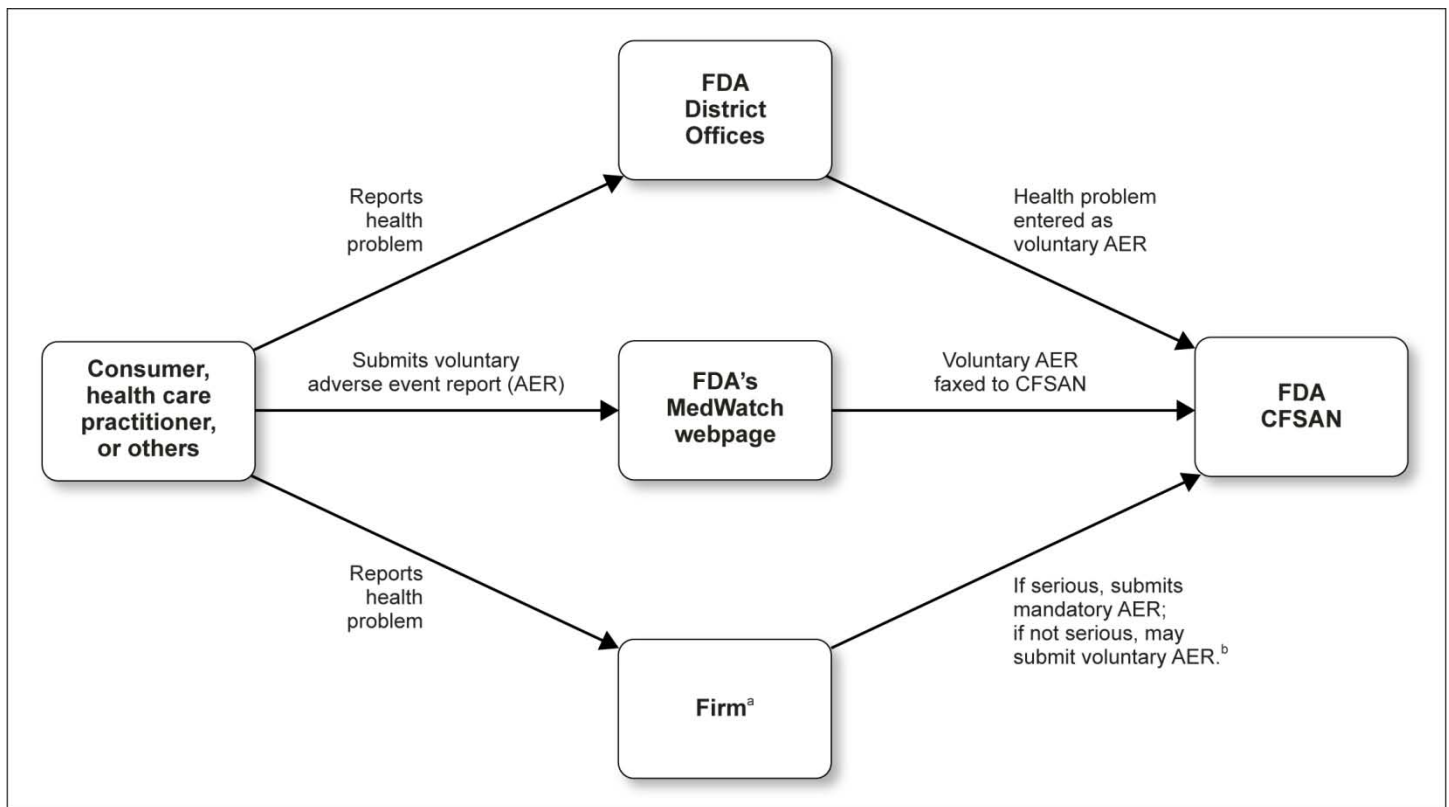 FDA
District
Offices
Reports
health
problem
Health problem
entered as
voluntary AER
Consumer,
health care
practitioner,
or others
Submits voluntary
adverse event report (AER)
FDA’s
MedWatch
webpage
Voluntary AER
faxed to CFSAN
FDA
CFSAN
Reports
health
problem
Firmᵃ
If serious, submits
mandatory AER;
if not serious, may
submit voluntary AER.ᵇ